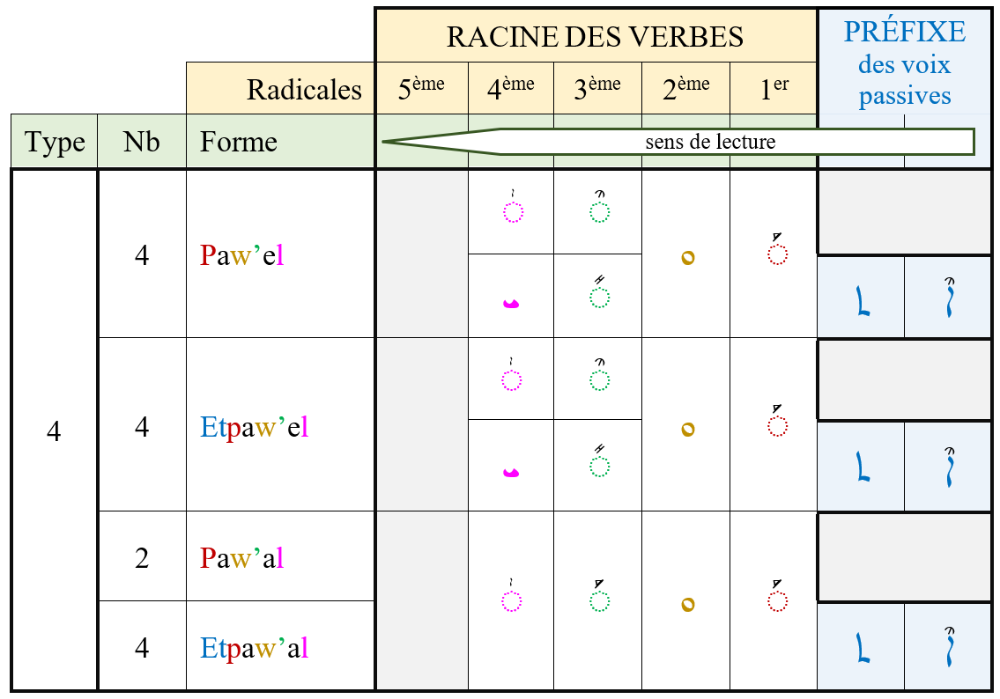 RACINE DES VERBES
PRÉFIXE
des voix
passives
Radicales 5ème 4ème 3ème 2ème 1er
Type Nb Forme
sens de lecture
4
4 Paw’el
◌ܑ ◌ܶ
ܘ ◌ܰ
ܝ ◌ܺ
ܬ ܐܶ
4 Etpaw’el
◌ܑ ◌ܶ
ܘ ◌ܰ
ܝ ◌ܺ
ܬ ܐܶ
2 Paw’al
◌ܑ ◌ܰ ܘ ◌ܰ
4 Etpaw’al
ܬ ܐܶ